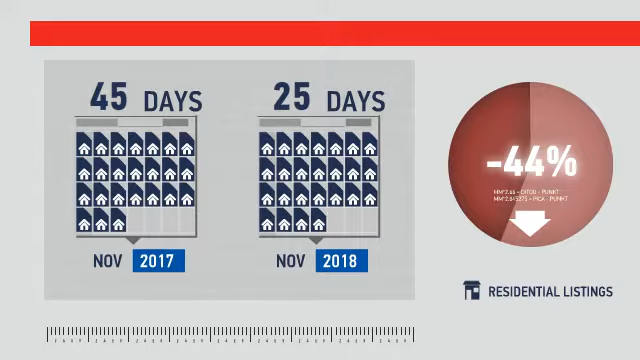 45 DAYS
25 DAYS
NOV 2017
NOV 2018
-44%
RESIDENTIAL LISTINGS